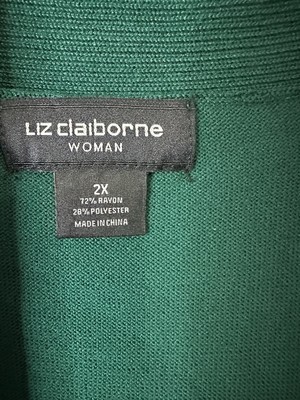 Liz claiborne
WOMAN
2X
72% RAYON
28% POLYESTER
MADE IN CHINA